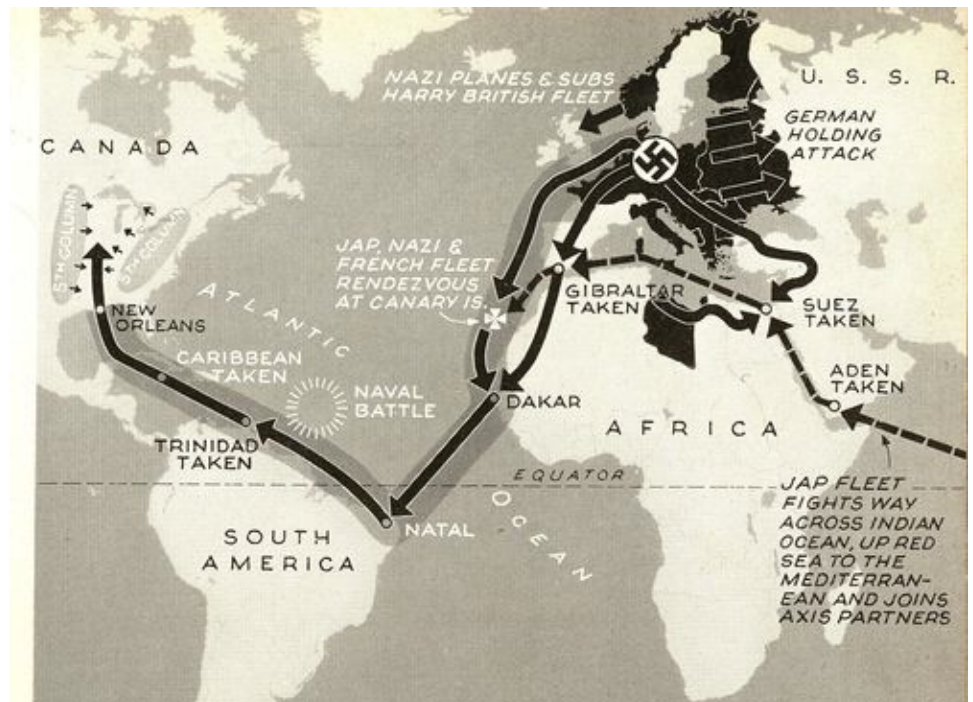 NAZI PLANES & SUBS
HARRY BRITISH FLEET
U. S. S. R.
GERMAN
HOLDING
ATTACK
CANADA
5TH COLUMN
5TH COLUMN
JAP, NAZI &
FRENCH FLEET
RENDEZVOUS
AT CANARY IS.
GIBRALTAR
TAKEN
SUEZ
TAKEN
NEW
ORLEANS
ATLANTIC
CARIBBEAN
TAKEN
NAVAL
BATTLE
DAKAR
ADEN
TAKEN
TRINIDAD
TAKEN
AFRICA
EQUATOR
JAP FLEET
FIGHTS WAY
ACROSS INDIAN
OCEAN, UP RED
SEA TO THE
MEDITERRAN-
EAN AND JOINS
AXIS PARTNERS
OCEAN
NATAL
SOUTH
AMERICA